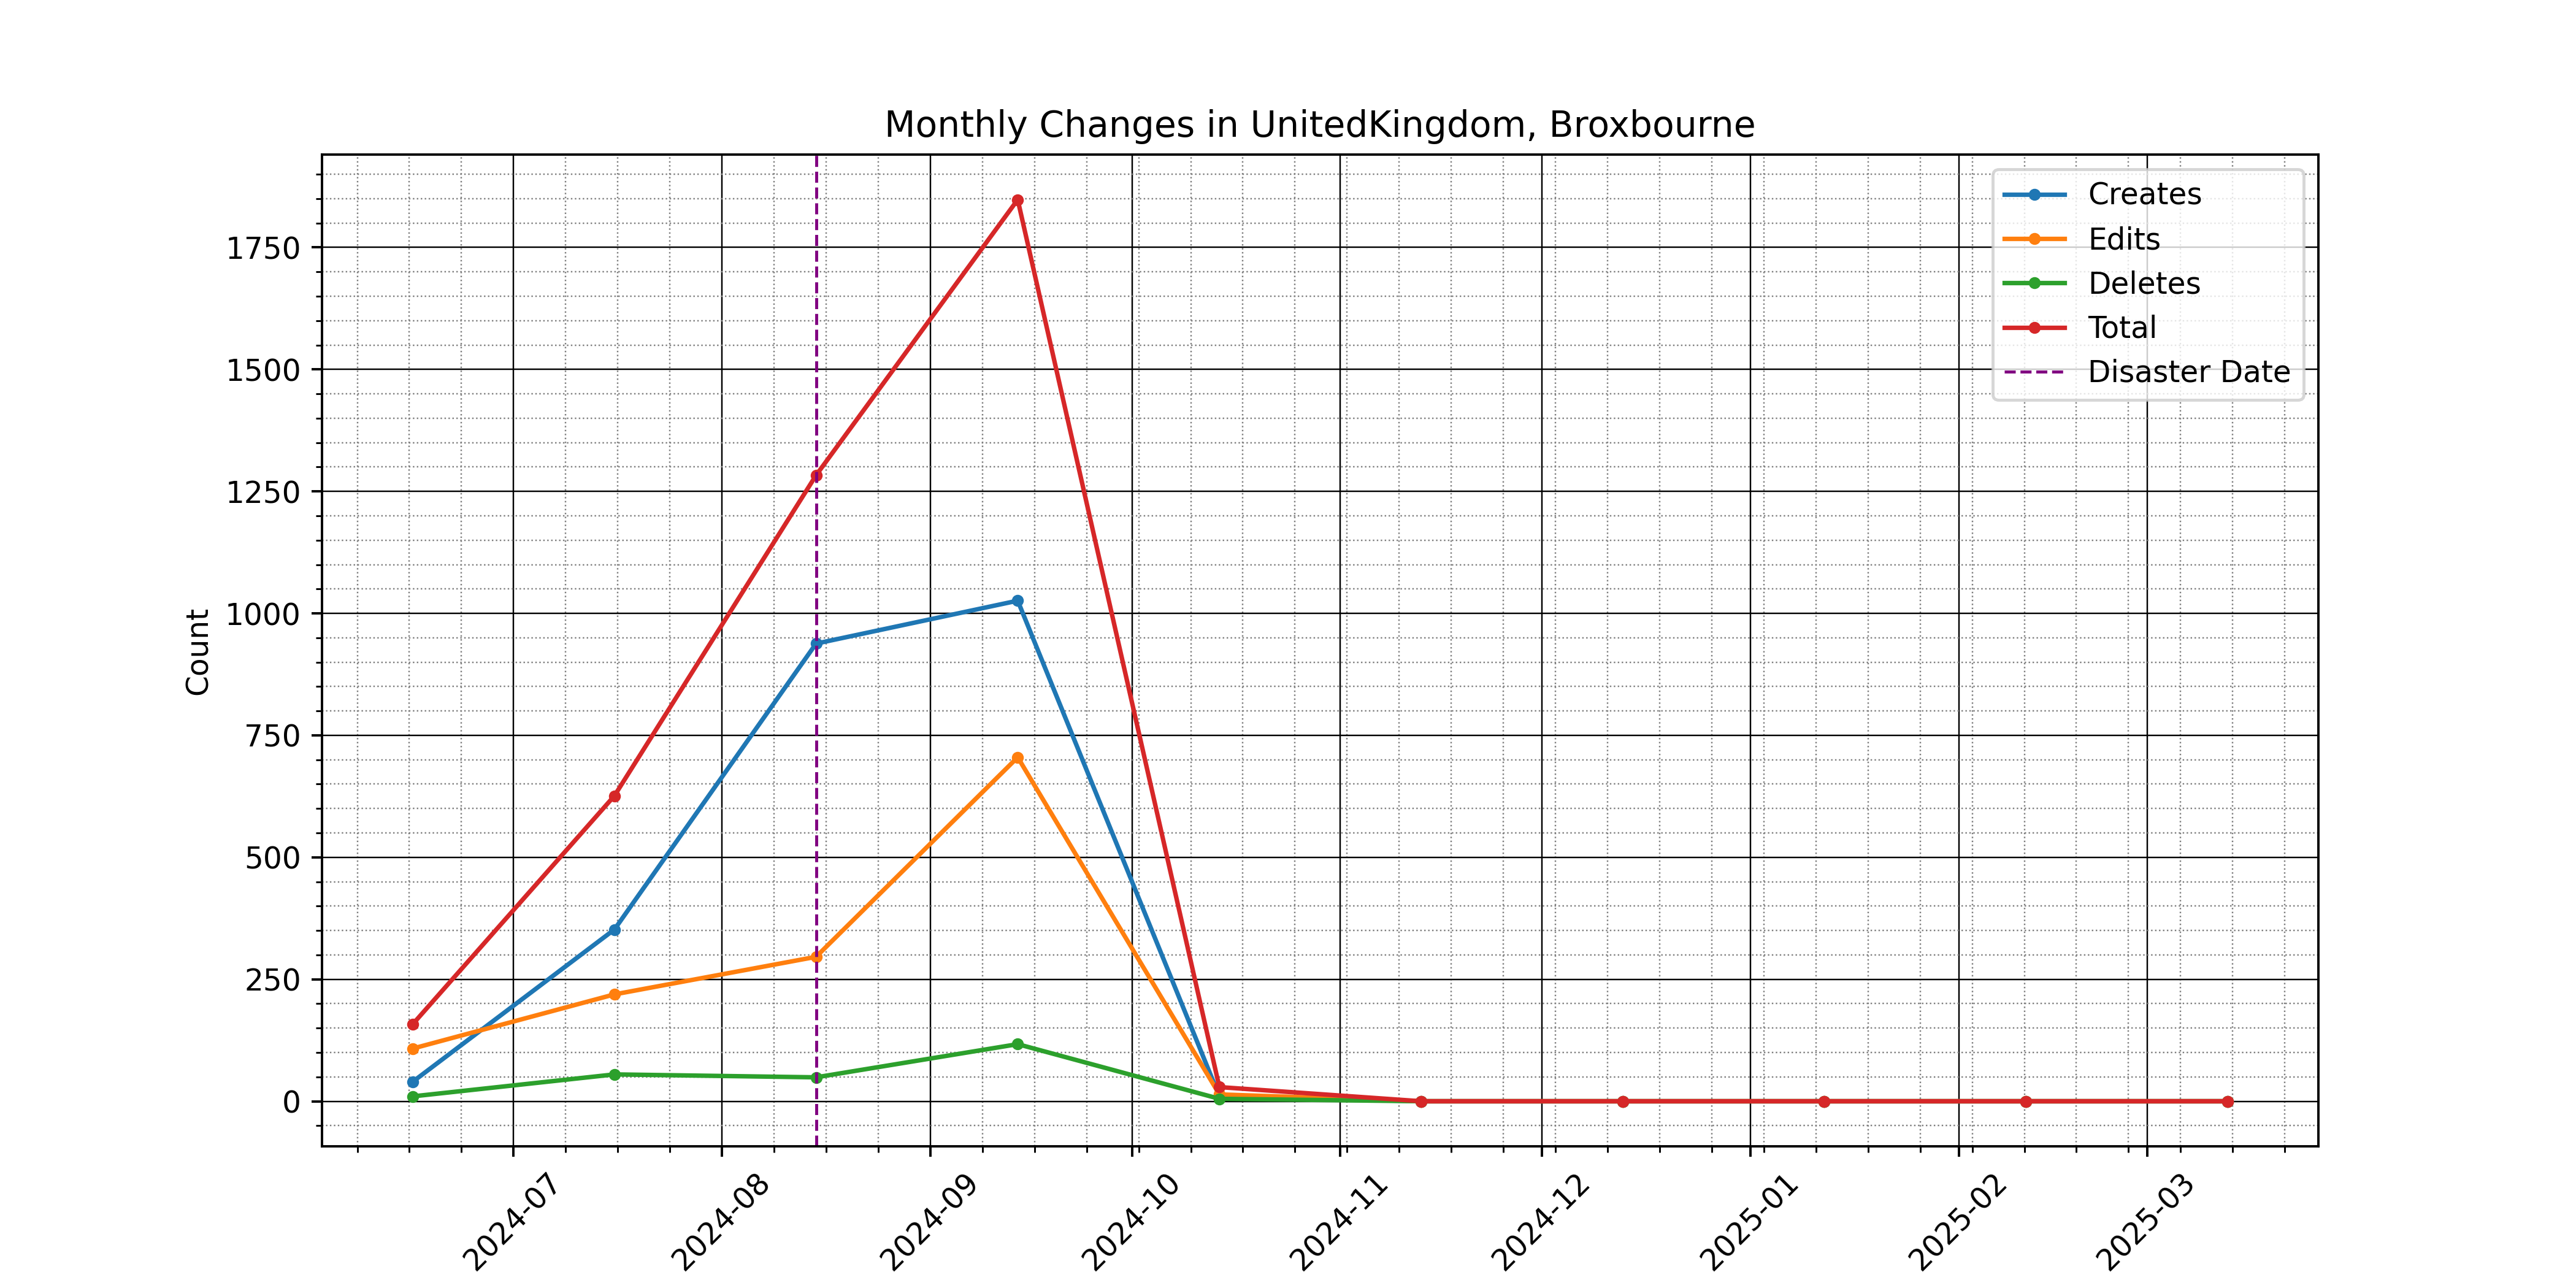 Monthly Changes in UnitedKingdom, Broxbourne
Creates
Edits
Deletes
Total
Disaster Date
Count
1750
1500
1250
1000
750
500
250
0
2024-07
2024-08
2024-09
2024-10
2024-11
2024-12
2025-01
2025-02
2025-03